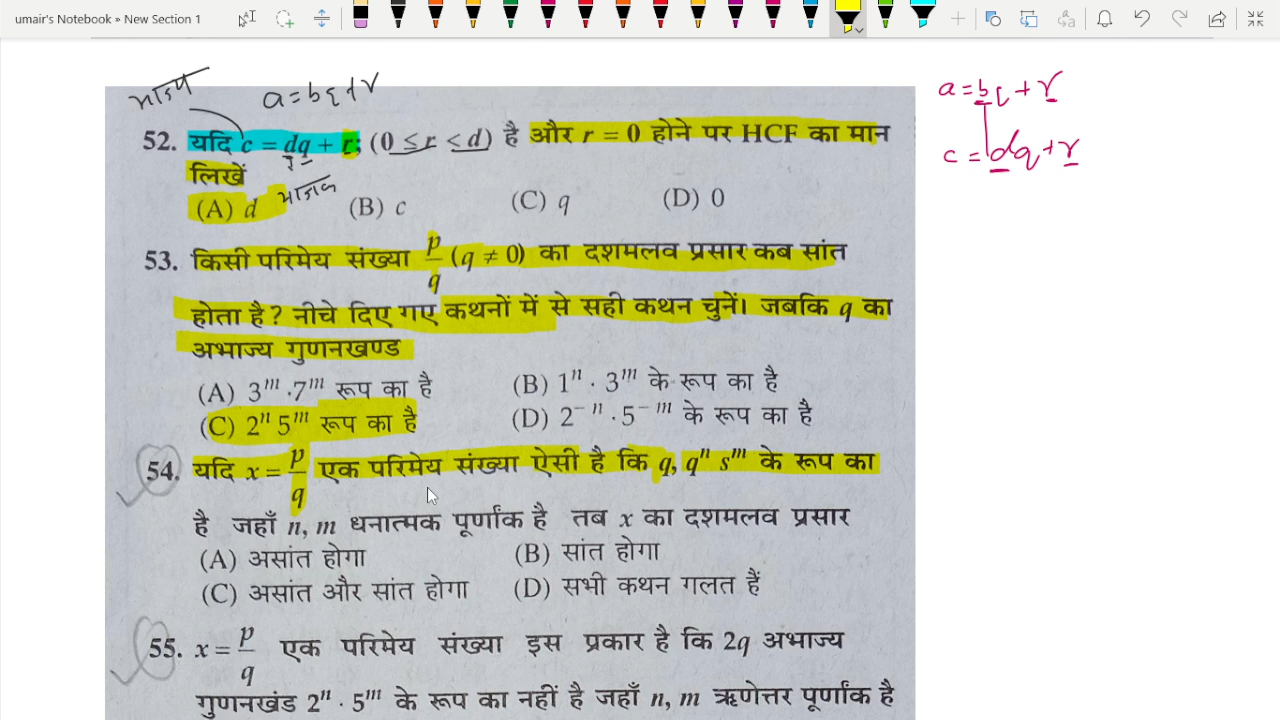 umair's Notebook » New Section 1
भाज्य
a=bq+r
a=bq+r
c=dq+r
52. यदि c = dq + r; (0 ≤ r < d) है और r = 0 होने पर HCF का मान
लिखें
भाजक
(A) d (B) c (C) q (D) 0
53. किसी परिमेय संख्या p/q (q ≠ 0) का दशमलव प्रसार कब सांत
होता है? नीचे दिए गए कथनों में से सही कथन चुनें। जबकि q का
अभाज्य गुणनखण्ड
(A) 3^m .7^m रूप का है (B) 1^n . 3^m के रूप का है
(C) 2^n 5^m रूप का है (D) 2^-n . 5^-m के रूप का है
54. यदि x = p/q एक परिमेय संख्या ऐसी है कि q, q^n s^m के रूप का
है जहाँ n, m धनात्मक पूर्णांक है तब x का दशमलव प्रसार
(A) असांत होगा (B) सांत होगा
(C) असांत और सांत होगा (D) सभी कथन गलत हैं
55. x = p/q एक परिमेय संख्या इस प्रकार है कि 2q अभाज्य
गुणनखंड 2^n . 5^m के रूप का नहीं है जहाँ n, m ऋणेत्तर पूर्णांक है